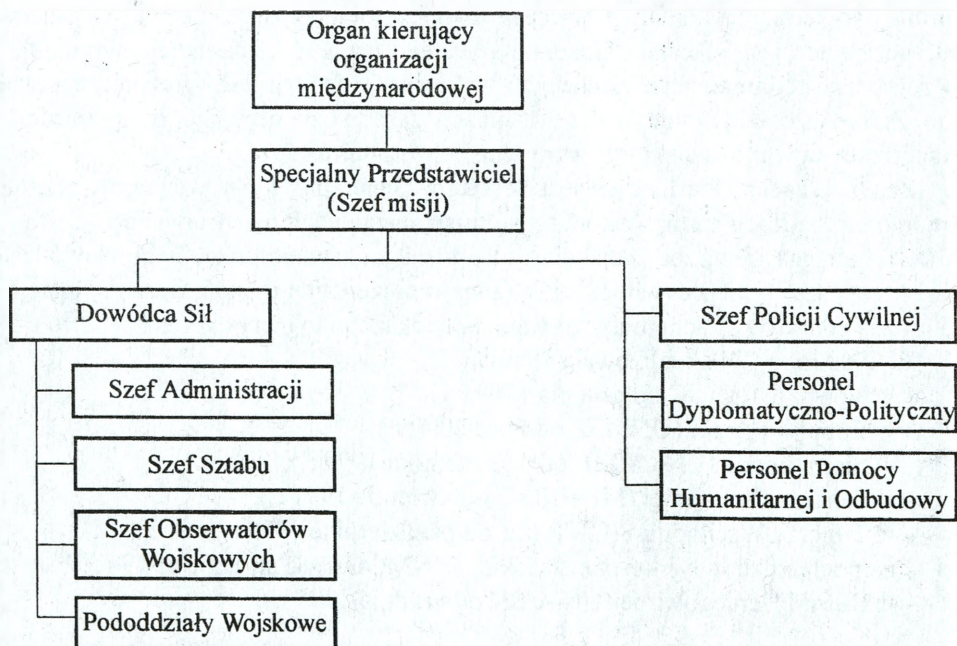 Organ kierujący
organizacji
międzynarodowej
Specjalny Przedstawiciel
(Szef misji)
Dowódca Sił
Szef Administracji
Szef Sztabu
Szef Obserwatorów
Wojskowych
Pododdziały Wojskowe
Szef Policji Cywilnej
Personel
Dyplomatyczno-Polityczny
Personel Pomocy
Humanitarnej i Odbudowy